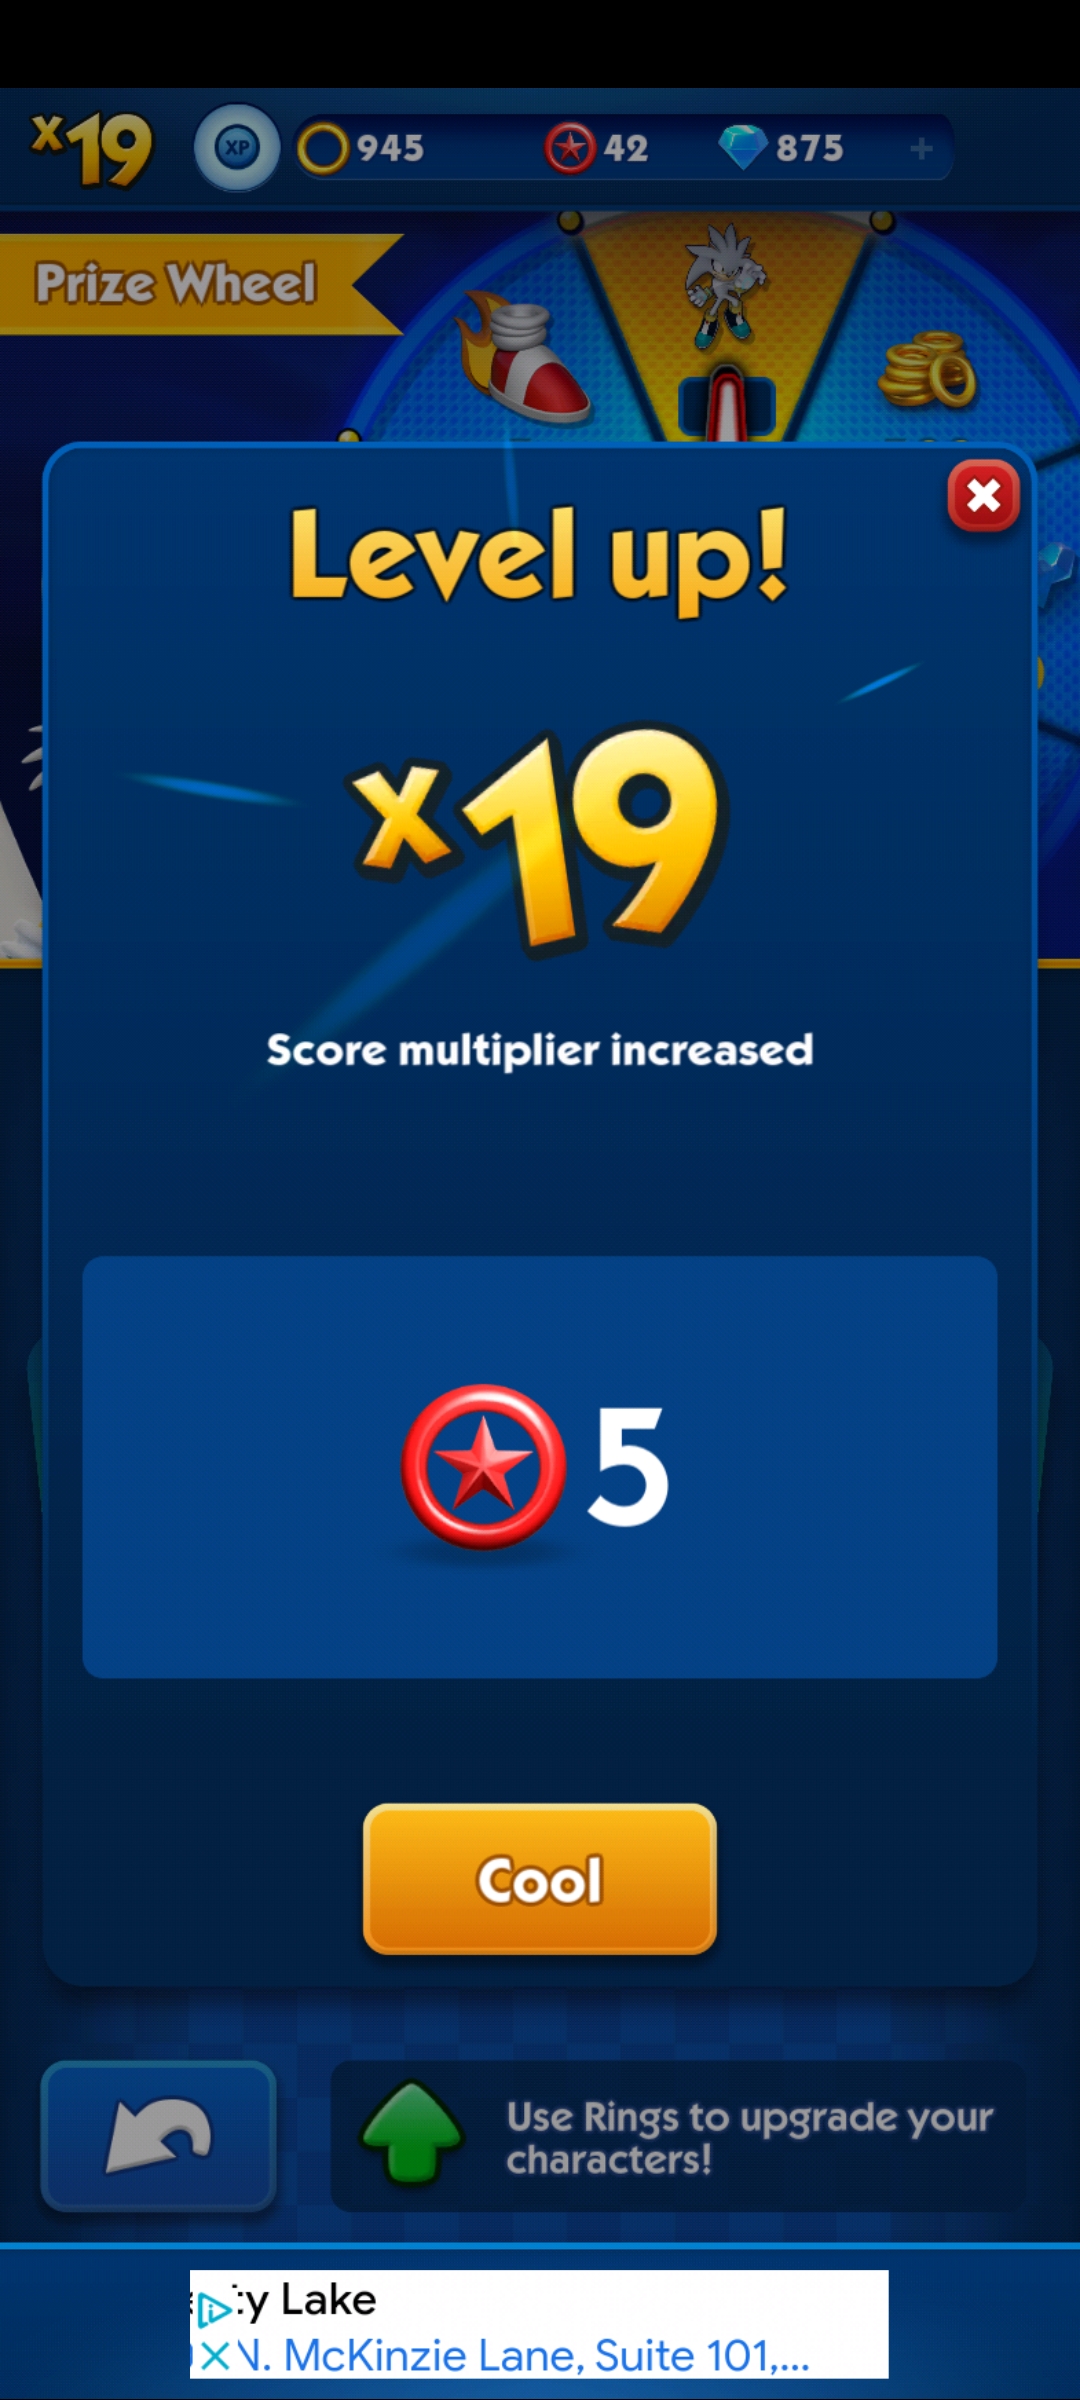 x19
XP
945
42
875
+
Prize Wheel
Level up!
x19
Score multiplier increased
5
Cool
Use Rings to upgrade your
characters!
Lake
N. McKinzie Lane, Suite 101,...